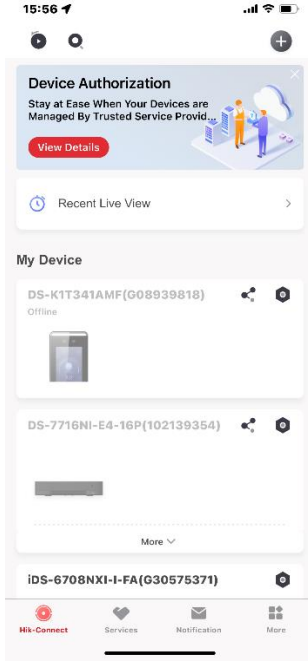 15:56
Device Authorization
Stay at Ease When Your Devices are
Managed By Trusted Service Provid...
View Details
Recent Live View
My Device
DS-K1T341AMF(G08939818)
Offline
DS-7716NI-E4-16P(102139354)
More
iDS-6708NXI-I-FA(G30575371)
Hik-Connect Services Notification More